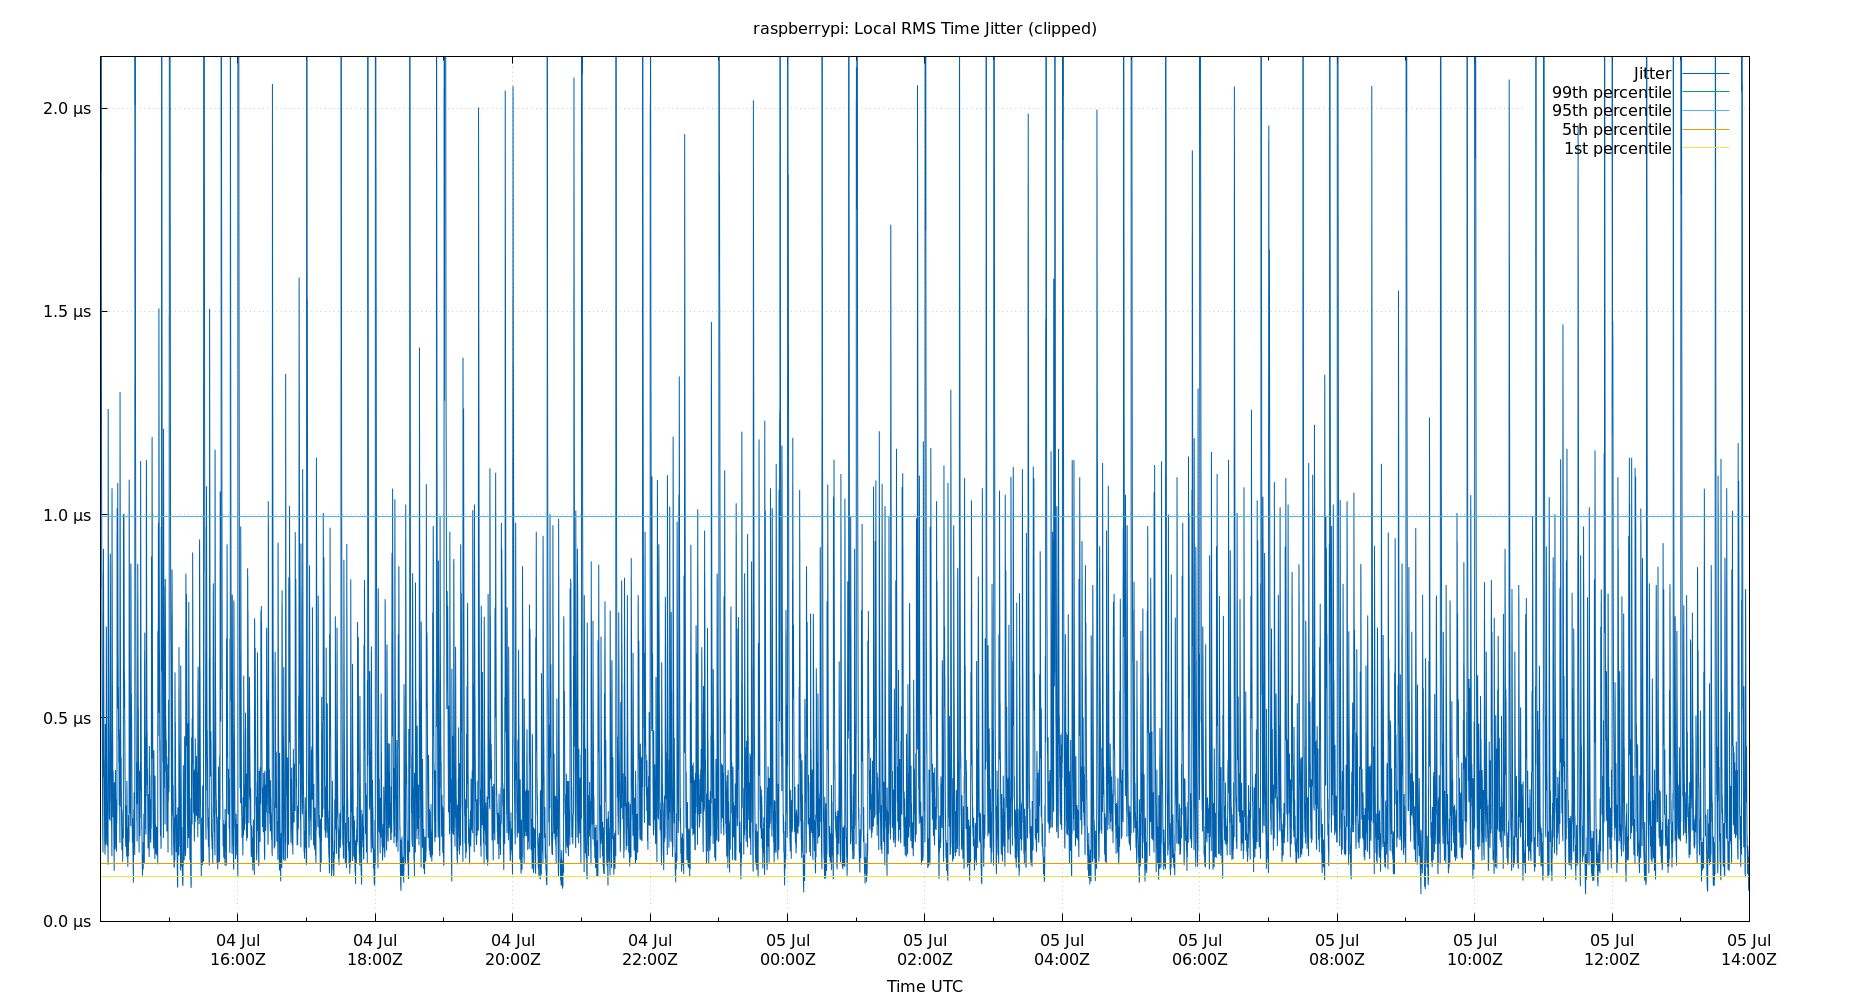 raspberrypi: Local RMS Time Jitter (clipped)
Jitter
99th percentile
95th percentile
5th percentile
1st percentile
2.0 µs
1.5 µs
1.0 µs
0.5 µs
0.0 µs
04 Jul 04 Jul 04 Jul 04 Jul 05 Jul 05 Jul 05 Jul 05 Jul 05 Jul 05 Jul 05 Jul 05 Jul
16:00Z 18:00Z 20:00Z 22:00Z 00:00Z 02:00Z 04:00Z 06:00Z 08:00Z 10:00Z 12:00Z 14:00Z
Time UTC